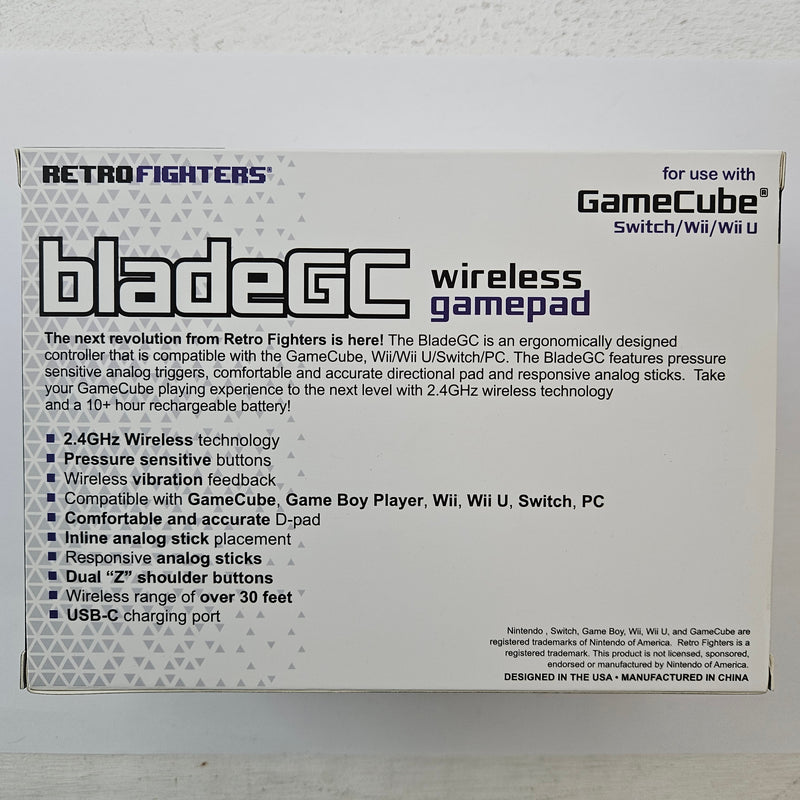 RETROFIGHTERS®
for use with
GameCube®
Switch/Wii/Wii U
bladeGC wireless
gamepad
The next revolution from Retro Fighters is here! The BladeGC is an ergonomically designed
controller that is compatible with the GameCube, Wii/Wii U/Switch/PC. The BladeGC features pressure
sensitive analog triggers, comfortable and accurate directional pad and responsive analog sticks. Take
your GameCube playing experience to the next level with 2.4GHz wireless technology
and a 10+ hour rechargeable battery!
■ 2.4GHz Wireless technology
■ Pressure sensitive buttons
■ Wireless vibration feedback
■ Compatible with GameCube, Game Boy Player, Wii, Wii U, Switch, PC
■ Comfortable and accurate D-pad
■ Inline analog stick placement
■ Responsive analog sticks
■ Dual “Z” shoulder buttons
■ Wireless range of over 30 feet
■ USB-C charging port
Nintendo , Switch, Game Boy, Wii, Wii U, and GameCube are
registered trademarks of Nintendo of America. Retro Fighters is a
registered trademark. This product is not licensed, sponsored,
endorsed or manufactured by Nintendo of America.
DESIGNED IN THE USA • MANUFACTURED IN CHINA